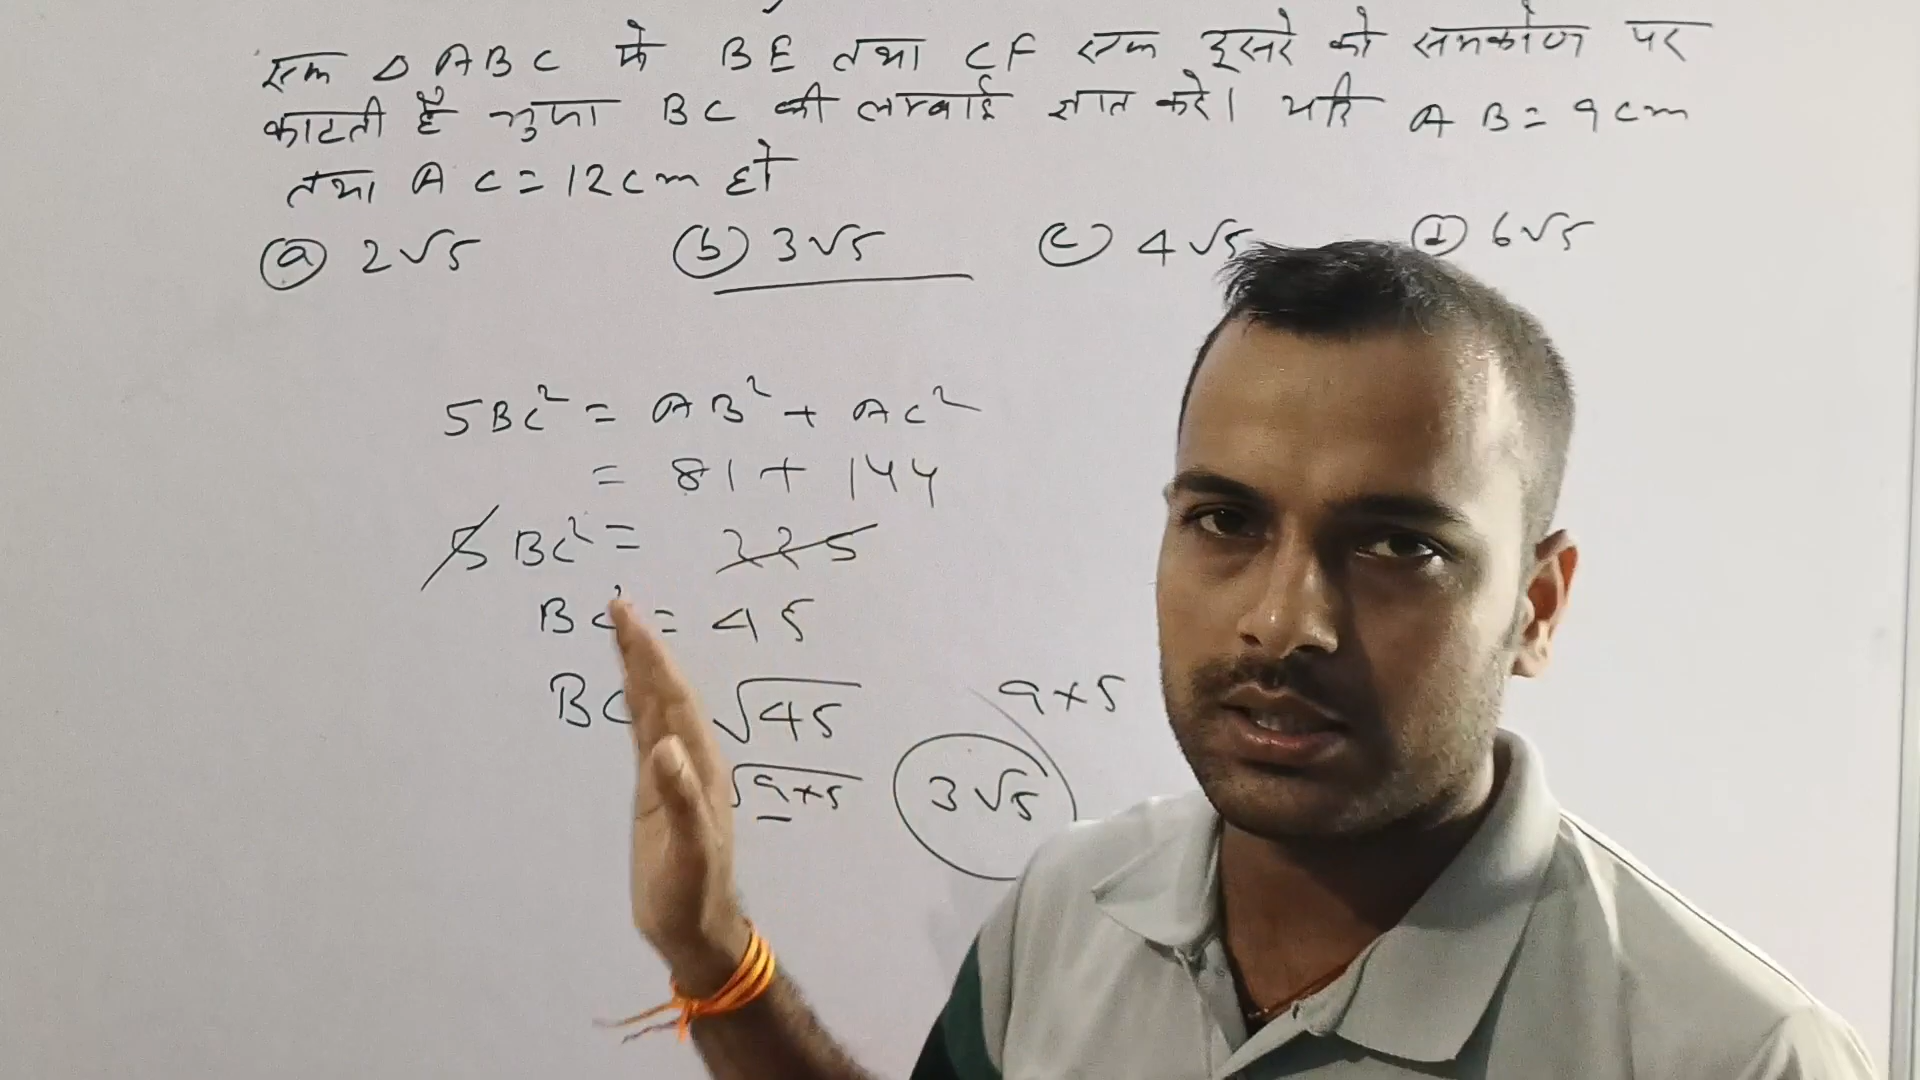 एक △ ABC में BE तथा CF एक दूसरे को समकोण पर
काटती है भुजा BC की लम्बाई ज्ञात करे। यदि AB = 9cm
तथा AC = 12cm हो
(a) 2√5 (b) 3√5 (c) 4√5 (d) 6√5
5BC² = AB² + AC²
= 81 + 144
5BC² = 225
BC² = 45
BC √45 9×5
√9×5 3√5